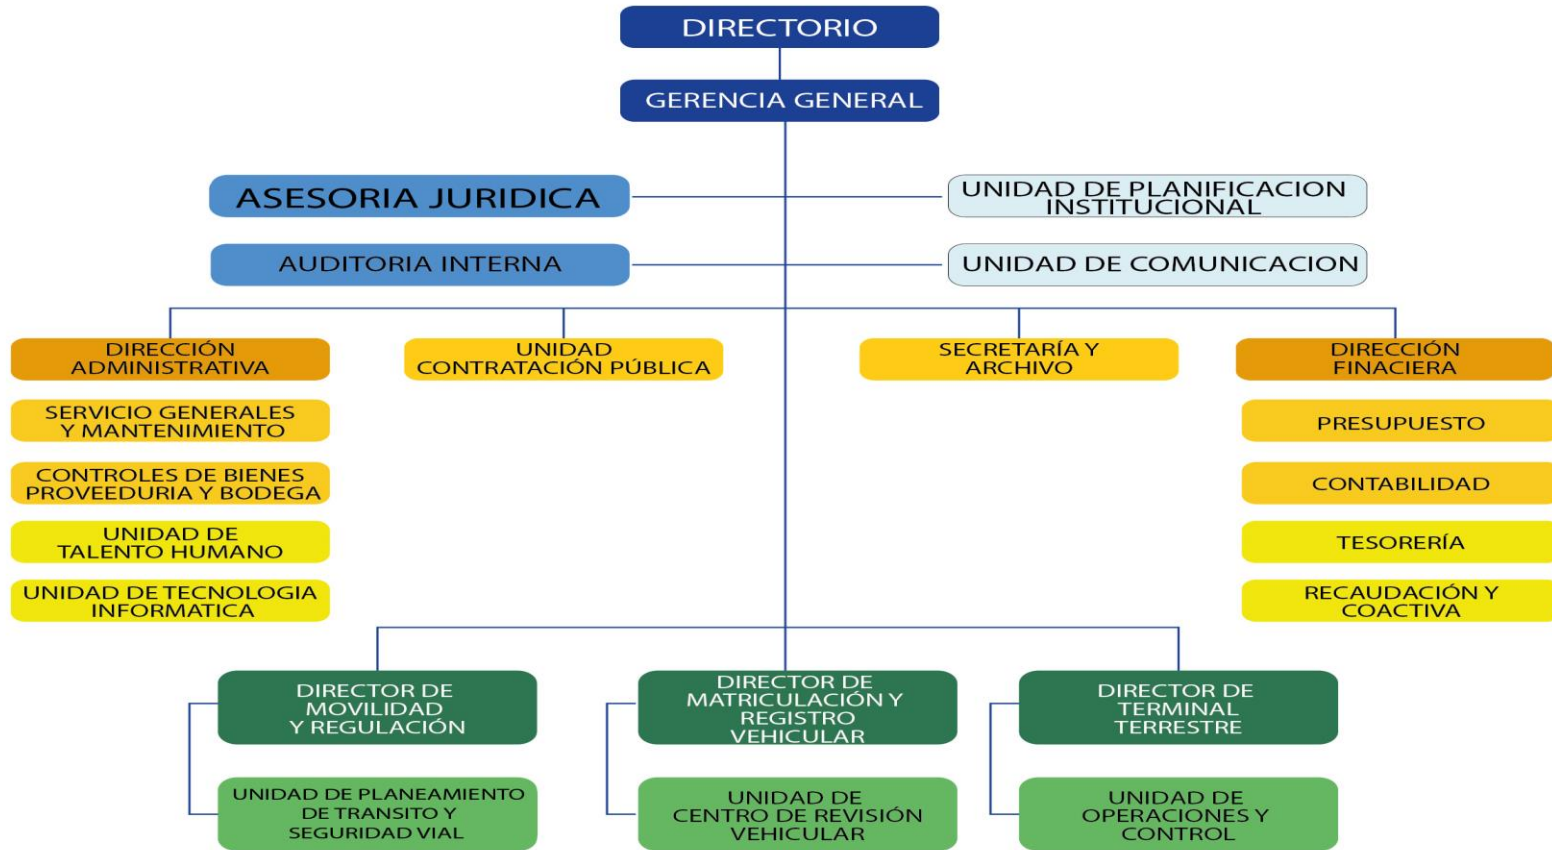 DIRECTORIO
GERENCIA GENERAL
ASESORIA JURIDICA
UNIDAD DE PLANIFICACION
INSTITUCIONAL
AUDITORIA INTERNA
UNIDAD DE COMUNICACION
DIRECCIÓN
ADMINISTRATIVA
UNIDAD
CONTRATACIÓN PÚBLICA
SECRETARÍA Y
ARCHIVO
DIRECCIÓN
FINACIERA
SERVICIO GENERALES
Y MANTENIMIENTO
PRESUPUESTO
CONTROLES DE BIENES
PROVEEDURIA Y BODEGA
CONTABILIDAD
UNIDAD DE
TALENTO HUMANO
TESORERÍA
UNIDAD DE TECNOLOGIA
INFORMATICA
RECAUDACIÓN Y
COACTIVA
DIRECTOR DE
MOVILIDAD
Y REGULACIÓN
DIRECTOR DE
MATRICULACIÓN Y
REGISTRO
VEHICULAR
DIRECTOR DE
TERMINAL
TERRESTRE
UNIDAD DE PLANEAMIENTO
DE TRANSITO Y
SEGURIDAD VIAL
UNIDAD DE
CENTRO DE REVISIÓN
VEHICULAR
UNIDAD DE
OPERACIONES Y
CONTROL